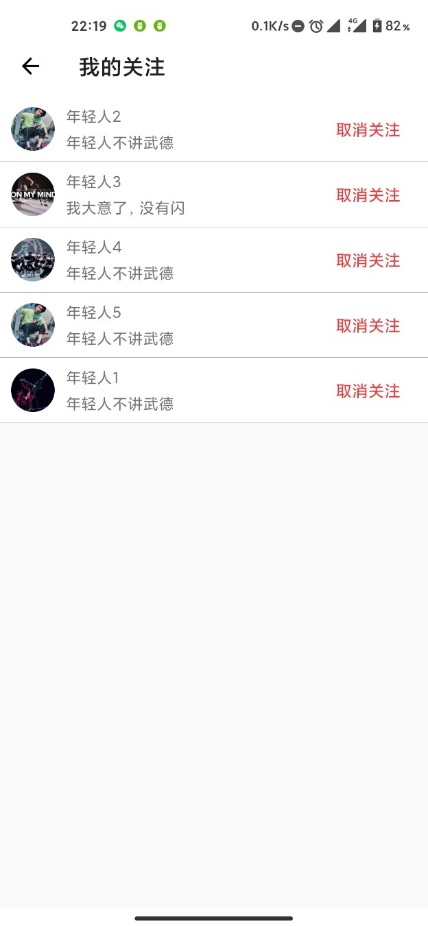 22:19 0.1K/s 4G 82%
我的关注
年轻人2
年轻人不讲武德
取消关注
ON MY MIND
年轻人3
我大意了, 没有闪
取消关注
年轻人4
年轻人不讲武德
取消关注
年轻人5
年轻人不讲武德
取消关注
年轻人1
年轻人不讲武德
取消关注